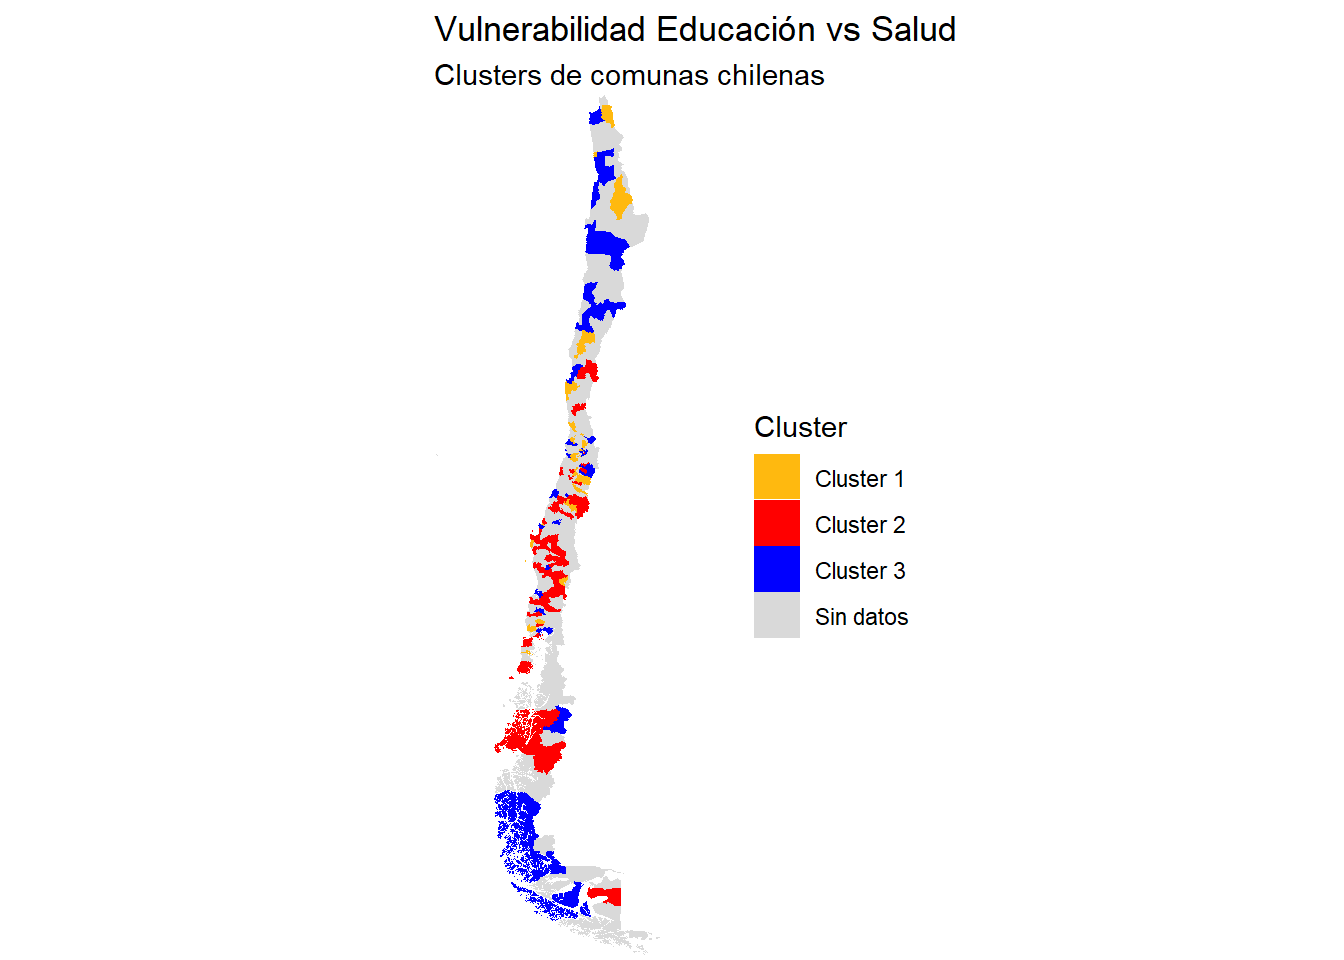 Vulnerabilidad Educación vs Salud
Clusters de comunas chilenas
Cluster
Cluster 1
Cluster 2
Cluster 3
Sin datos